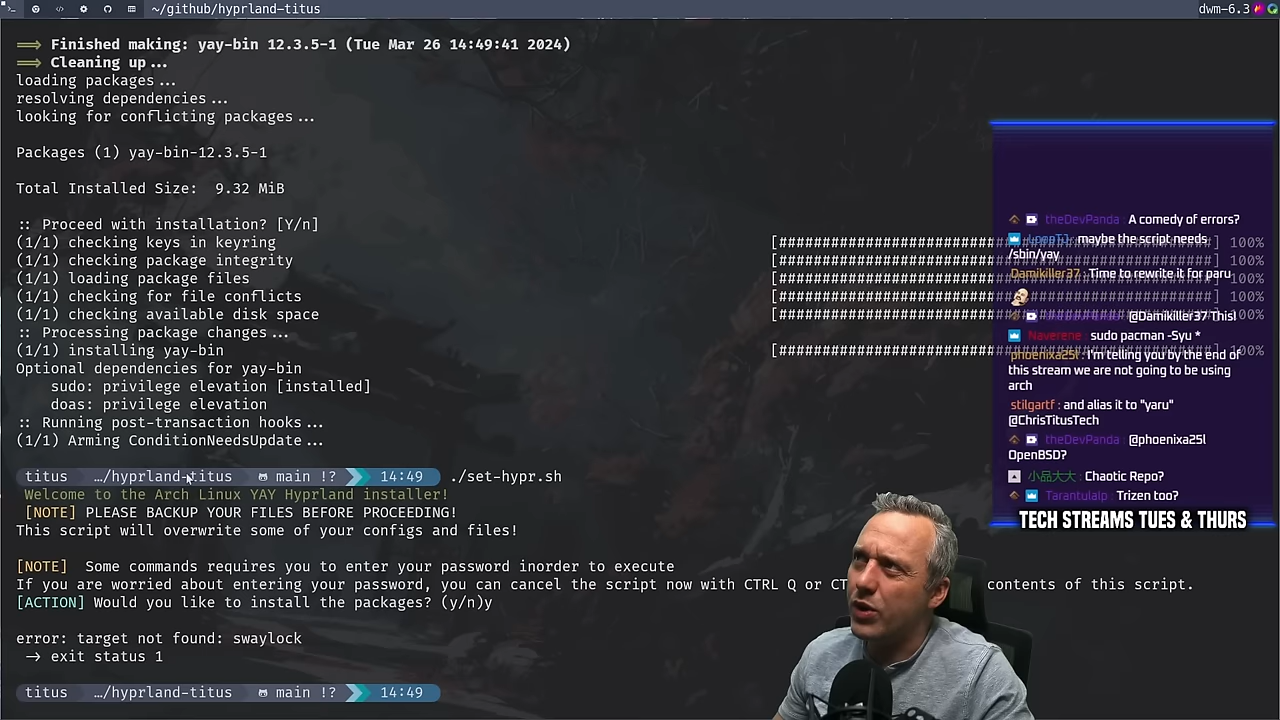 ~/github/hyprland-titus
dwm-6.3
==> Finished making: yay-bin 12.3.5-1 (Tue Mar 26 14:49:41 2024)
==> Cleaning up...
loading packages...
resolving dependencies...
looking for conflicting packages...
Packages (1) yay-bin-12.3.5-1
Total Installed Size:  9.32 MiB
:: Proceed with installation? [Y/n]
(1/1) checking keys in keyring [######################### 100%
(1/1) checking package integrity [######################### 100%
(1/1) loading package files [######################### 100%
(1/1) checking for file conflicts [######################### 100%
(1/1) checking available disk space [######################### 100%
:: Processing package changes...
(1/1) installing yay-bin [######################### 100%
Optional dependencies for yay-bin
sudo: privilege elevation [installed]
doas: privilege elevation
:: Running post-transaction hooks...
(1/1) Arming ConditionNeedsUpdate...
titus …/hyprland-titus main !? 14:49 ./set-hypr.sh
Welcome to the Arch Linux YAY Hyprland installer!
[NOTE] PLEASE BACKUP YOUR FILES BEFORE PROCEEDING!
This script will overwrite some of your configs and files!
[NOTE]  Some commands requires you to enter your password inorder to execute
If you are worried about entering your password, you can cancel the script now with CTRL Q or CT contents of this script.
[ACTION] Would you like to install the packages? (y/n)y
error: target not found: swaylock
-> exit status 1
titus …/hyprland-titus main !? 14:49
theDevPanda : A comedy of errors?
maybe the script needs
/sbin/yay
Damikiller37 : Time to rewrite it for paru
@Damikiller37 This!
Naverene : sudo pacman -Syu *
phoenixa25l : I'm telling you by the end of
this stream we are not going to be using
arch
stilgartf : and alias it to "yaru"
@ChrisTitusTech
theDevPanda : @phoenixa25l
OpenBSD?
小品大大 : Chaotic Repo?
Tarantulalp : Trizen too?
TECH STREAMS TUES & THURS